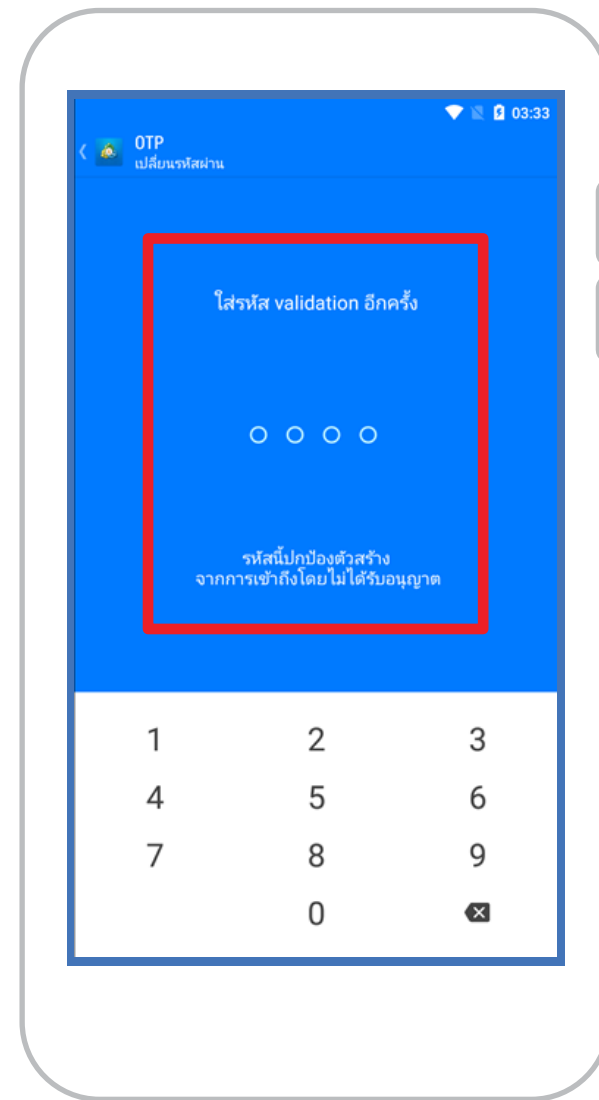 03:33
OTP
เปลี่ยนรหัสผ่าน
ใส่รหัส validation อีกครั้ง
รหัสนี้ปกป้องตัวสร้าง
จากการเข้าถึงโดยไม่ได้รับอนุญาต
1 2 3
4 5 6
7 8 9
0